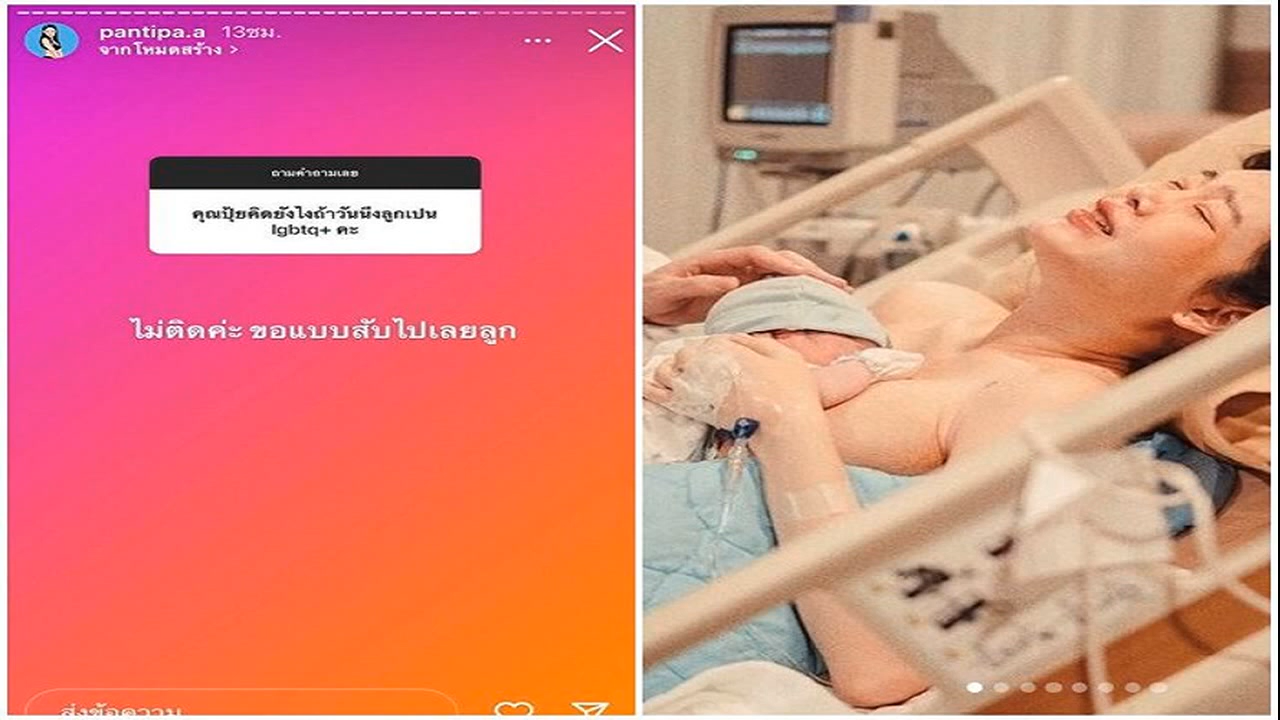 pantipa.a 13ชม.
จากโหมดสร้าง >
ถามคำถามเลย
คุณปุ้ยคิดยังไงถ้าวันนึงลูกเปน
lgbtq+ คะ
ไม่ติดค่ะ ขอแบบสับไปเลยลูก
ส่งข้อความ
A+